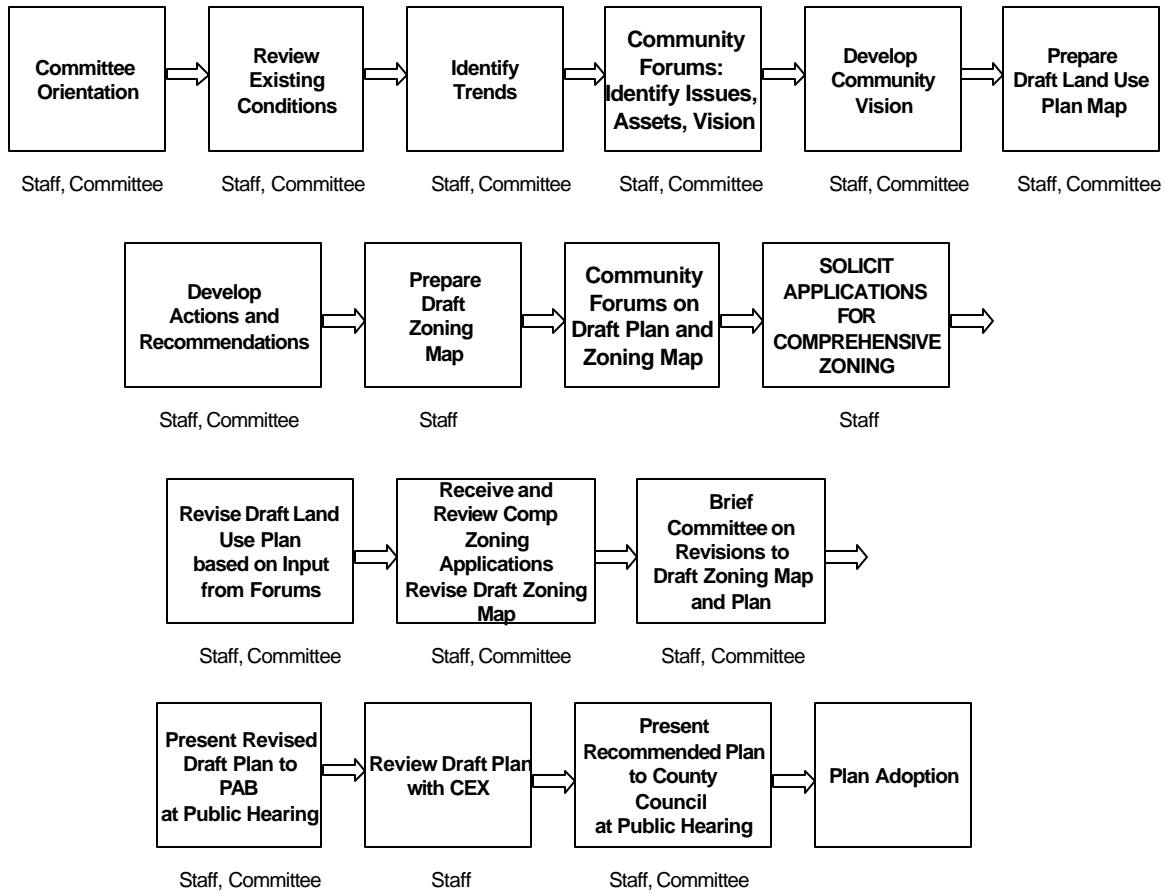 Committee
Orientation
Review
Existing
Conditions
Identify
Trends
Community
Forums:
Identify Issues,
Assets, Vision
Develop
Community
Vision
Prepare
Draft Land Use
Plan Map
Staff, Committee
Staff, Committee
Staff, Committee
Staff, Committee
Staff, Committee
Staff, Committee
Develop
Actions and
Recommendations
Prepare
Draft
Zoning
Map
Community
Forums on
Draft Plan and
Zoning Map
SOLICIT
APPLICATIONS
FOR
COMPREHENSIVE
ZONING
Staff, Committee
Staff
Staff
Revise Draft Land
Use Plan
based on Input
from Forums
Receive and
Review Comp
Zoning
Applications
Revise Draft Zoning
Map
Brief
Committee on
Revisions to
Draft Zoning Map
and Plan
Staff, Committee
Staff, Committee
Staff, Committee
Present Revised
Draft Plan to
PAB
at Public Hearing
Review Draft Plan
with CEX
Present
Recommended Plan
to County
Council
at Public Hearing
Plan Adoption
Staff, Committee
Staff
Staff, Committee